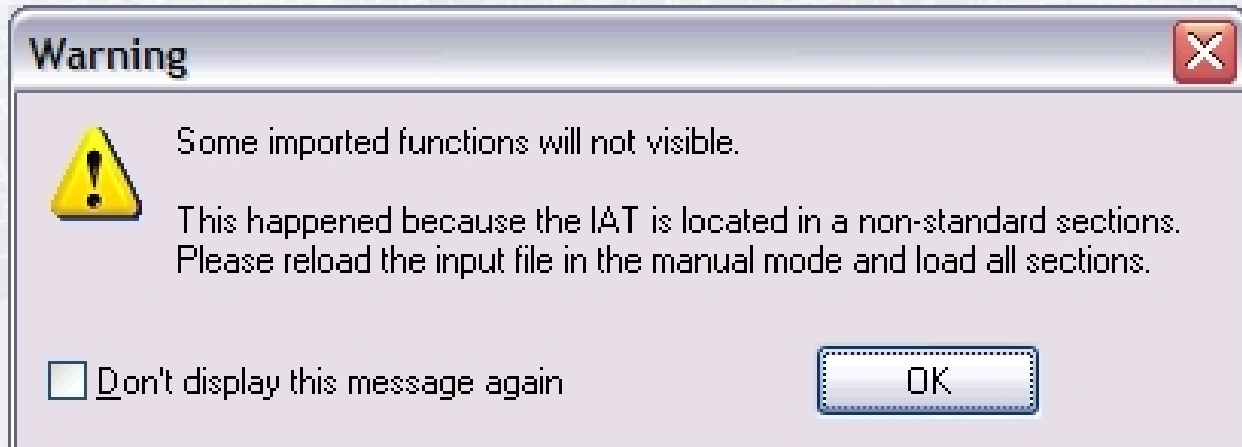 Warning
Some imported functions will not visible.
This happened because the IAT is located in a non-standard sections.
Please reload the input file in the manual mode and load all sections.
Don't display this message again
OK